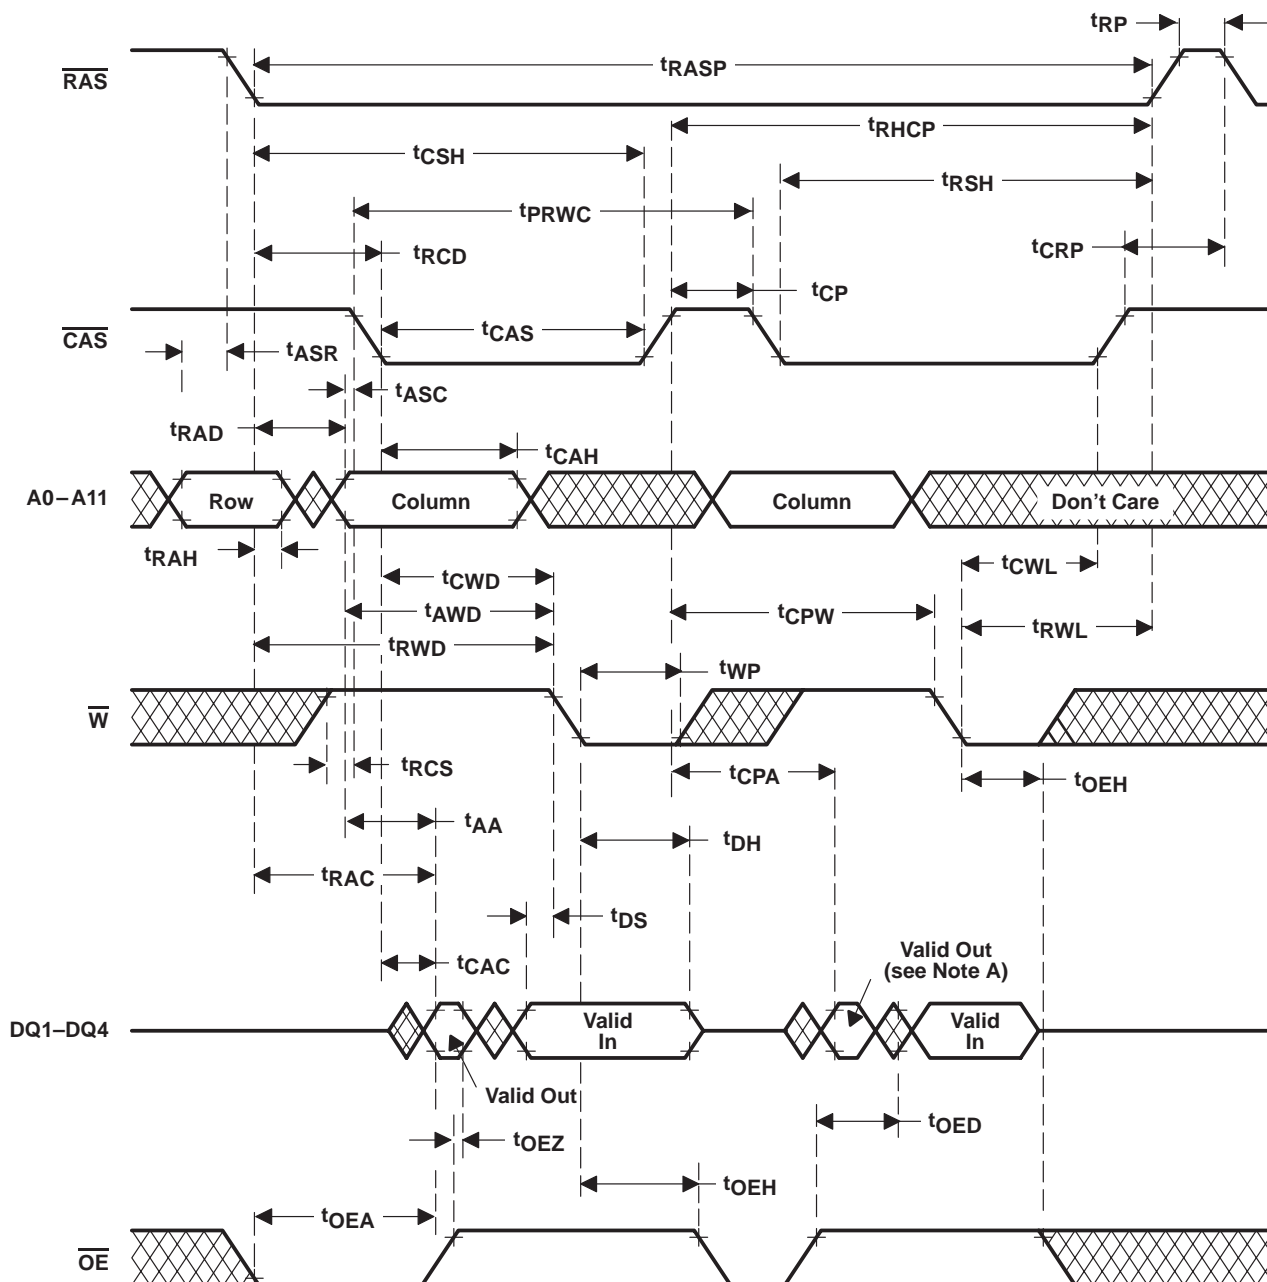 tRP
RAS
tRASP
tRHCP
tCSH
tRSH
tPRWC
tRCD
tCRP
tCP
CAS
tCAS
tASR
tASC
tRAD
tCAH
A0–A11
Row
Column
Column
Don't Care
tRAH
tCWD
tCWL
tAWD
tCPW
tRWD
tRWL
tWP
W
tRCS
tCPA
tOEH
tAA
tDH
tRAC
tDS
Valid Out
(see Note A)
tCAC
DQ1–DQ4
Valid
In
Valid
In
Valid Out
tOED
tOEZ
tOEH
tOEA
OE